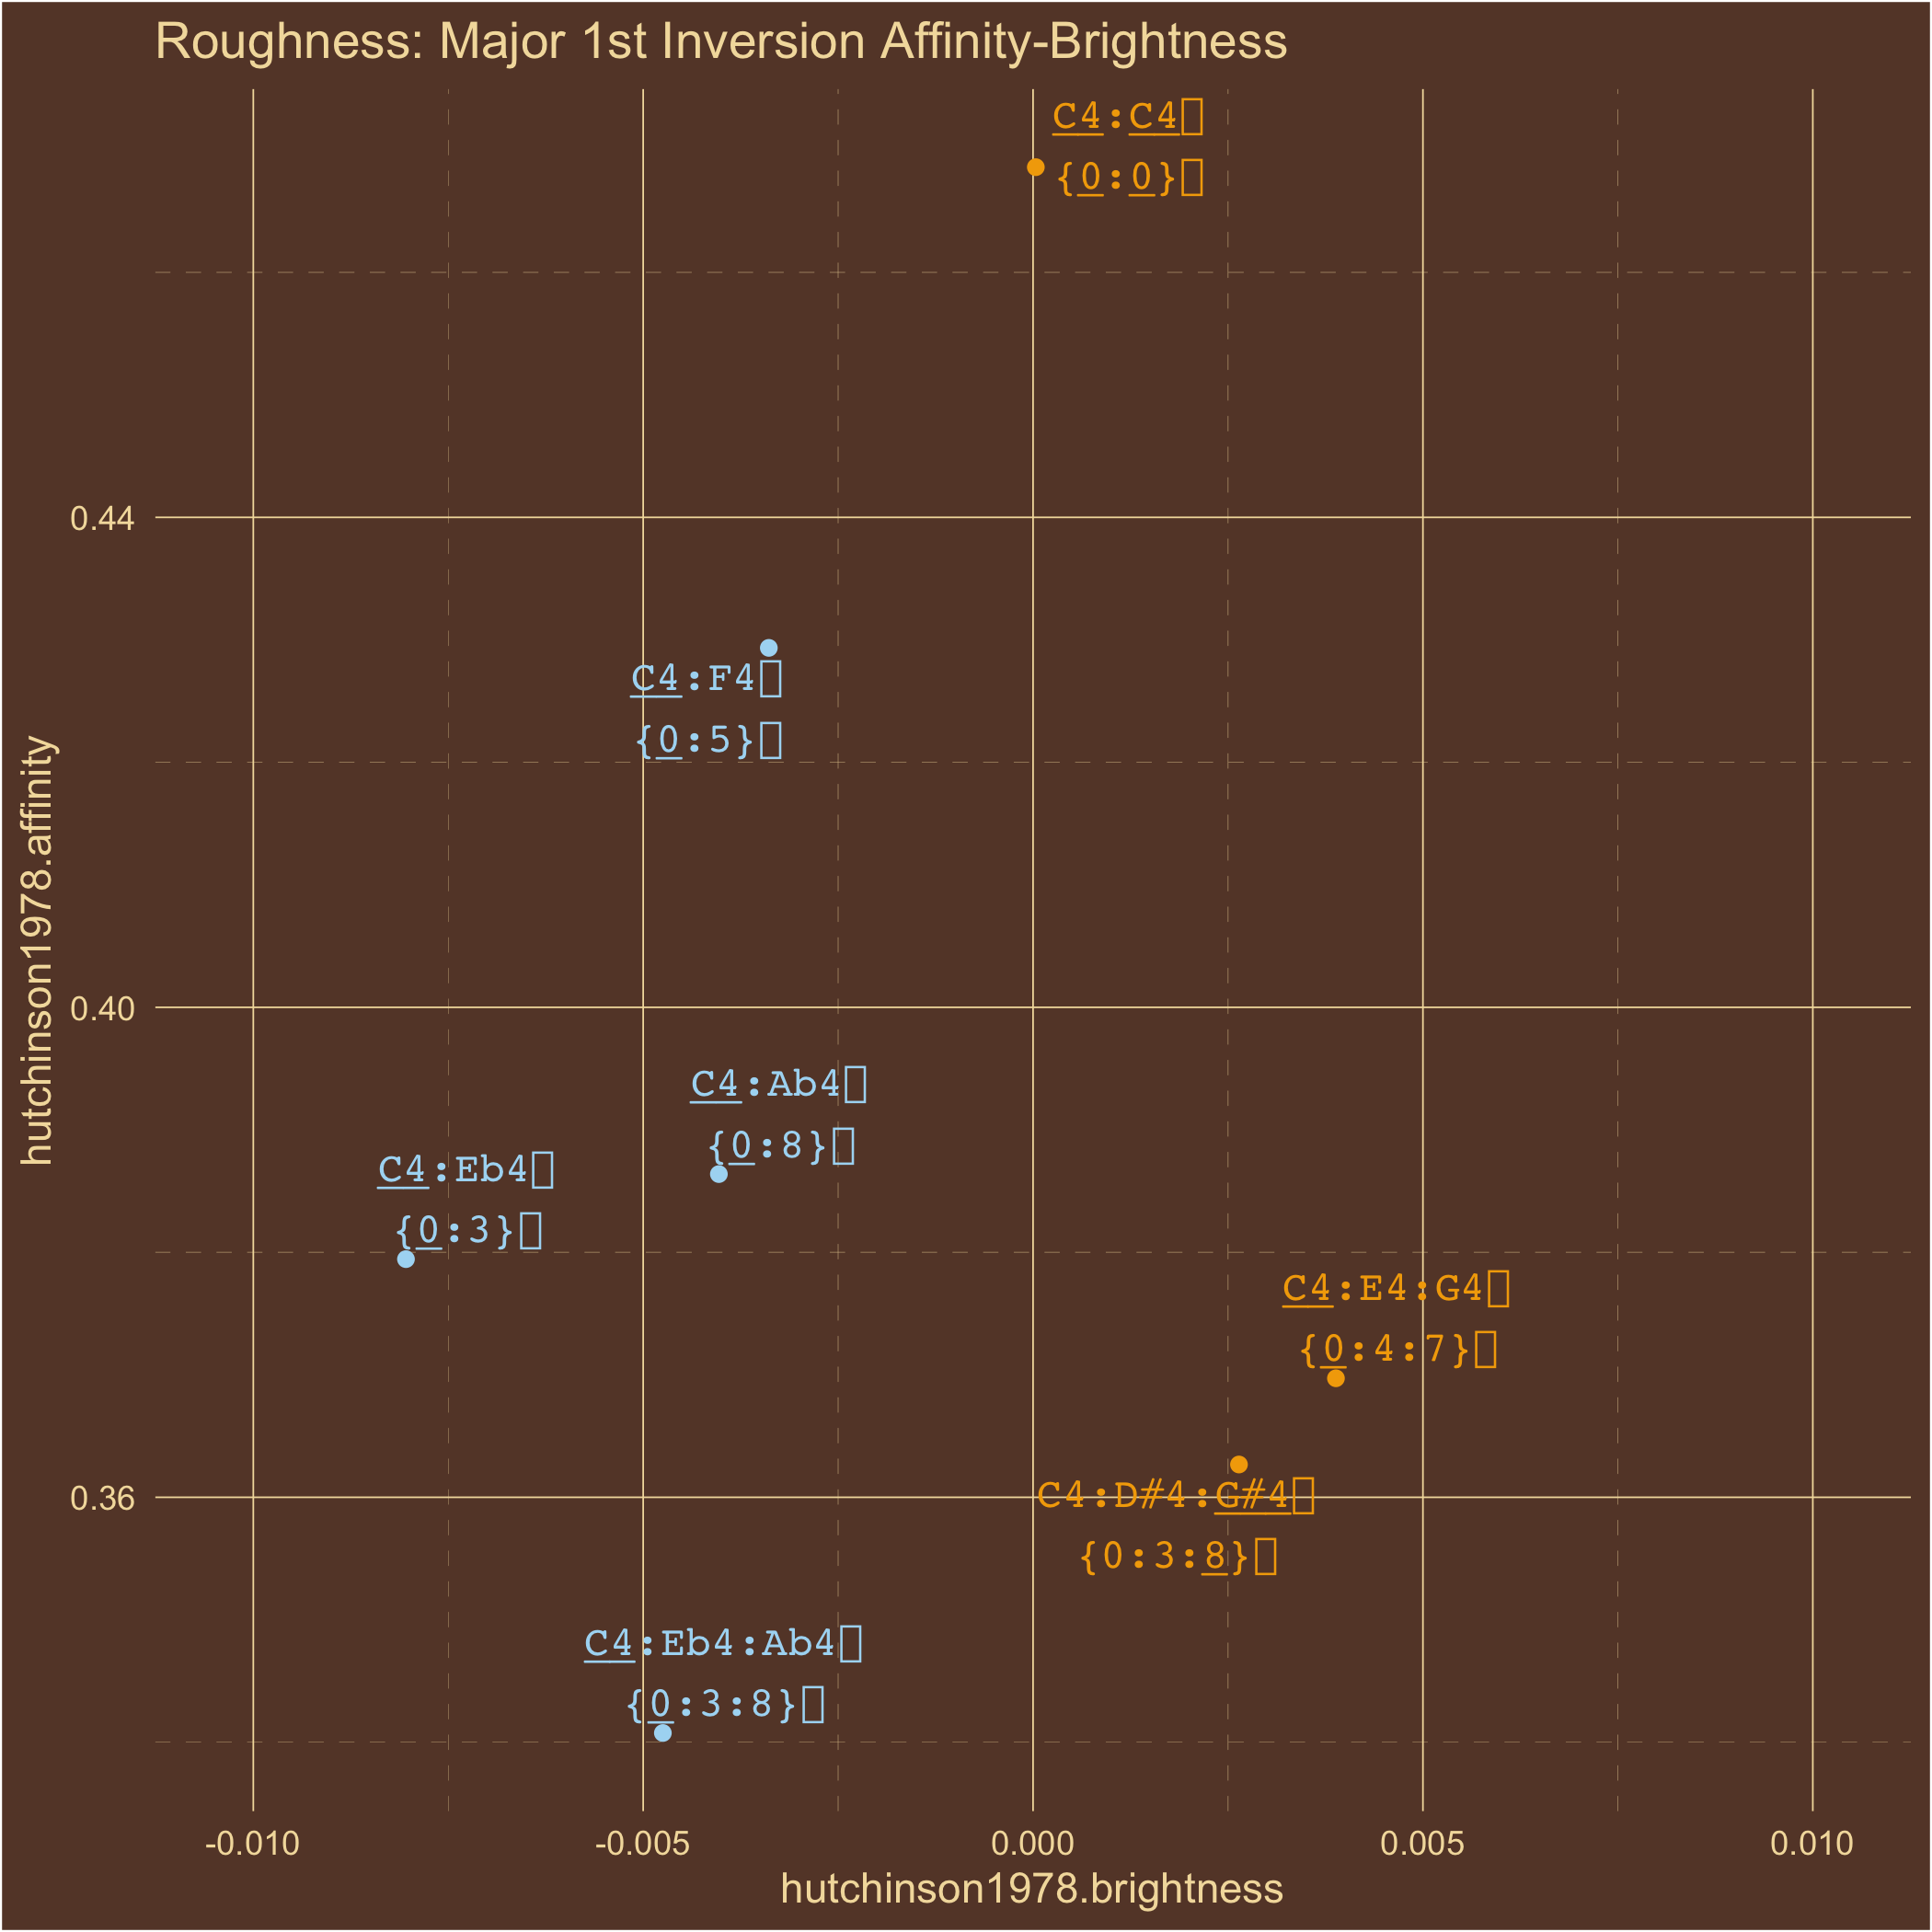 Roughness: Major 1st Inversion Affinity-Brightness
C4:C4
{0:0}
0.44
C4:F4
{0:5}
hutchinson1978.affinity
0.40
C4:Ab4
{0:8}
C4:Eb4
{0:3}
C4:E4:G4
{0:4:7}
0.36
C4:D#4:G#4
{0:3:8}
C4:Eb4:Ab4
{0:3:8}
-0.010 -0.005 0.000 0.005 0.010
hutchinson1978.brightness